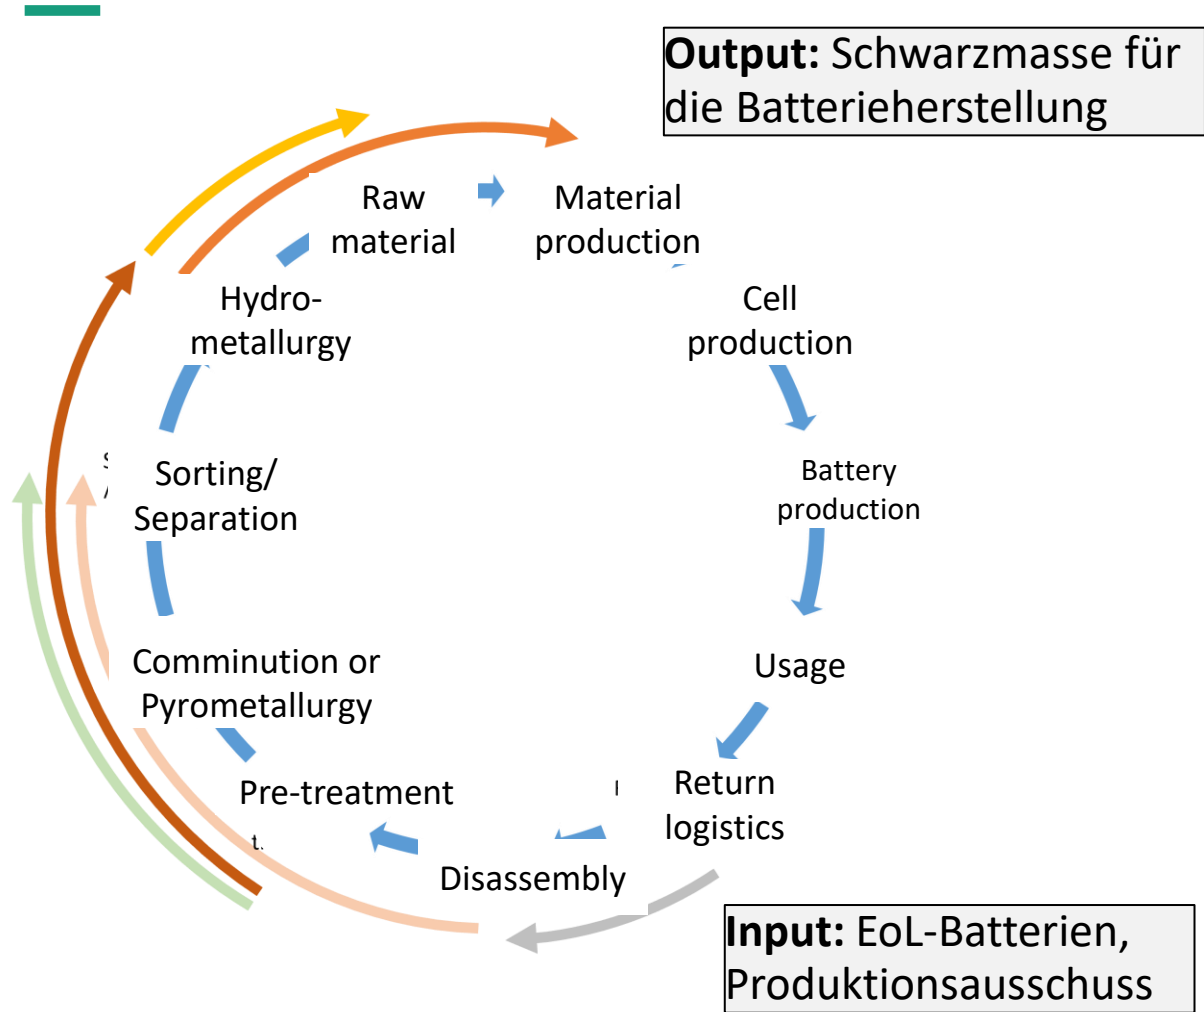 Output: Schwarzmasse für
die Batterieherstellung
Raw
material
Material
production
Hydro-
metallurgy
Cell
production
Sorting/
Separation
Battery
production
Comminution or
Pyrometallurgy
Usage
Pre-treatment
Return
logistics
Disassembly
Input: EoL-Batterien,
Produktionsausschuss